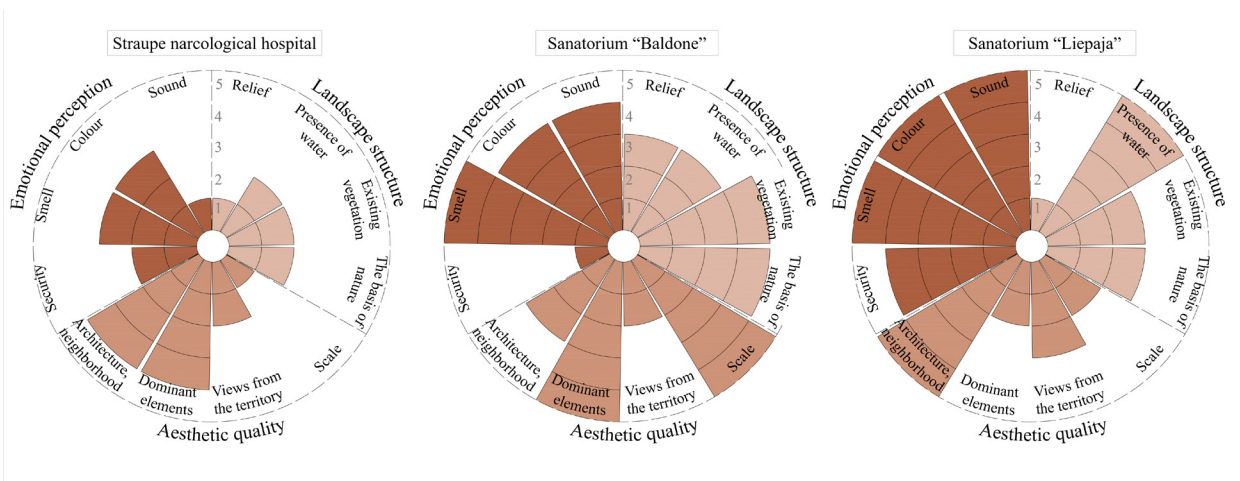 Straupe narcological hospital
Emotional perception
Landscape structure
Aesthetic quality
Sound
Colour
Smell
Security
Architecture,
neighborhood
Dominant
elements
Views from
the territory
Scale
The basis of
nature
Existing
vegetation
Presence of
water
Relief
5
4
3
2
1
Sanatorium “Baldone”
Emotional perception
Landscape structure
Aesthetic quality
Sound
Colour
Smell
Security
Architecture,
neighborhood
Dominant
elements
Views from
the territory
Scale
The basis of
nature
Existing
vegetation
Presence of
water
Relief
5
4
3
2
1
Sanatorium “Liepaja”
Emotional perception
Landscape structure
Aesthetic quality
Sound
Colour
Smell
Security
Architecture,
neighborhood
Dominant
elements
Views from
the territory
Scale
The basis of
nature
Existing
vegetation
Presence of
water
Relief
5
4
3
2
1